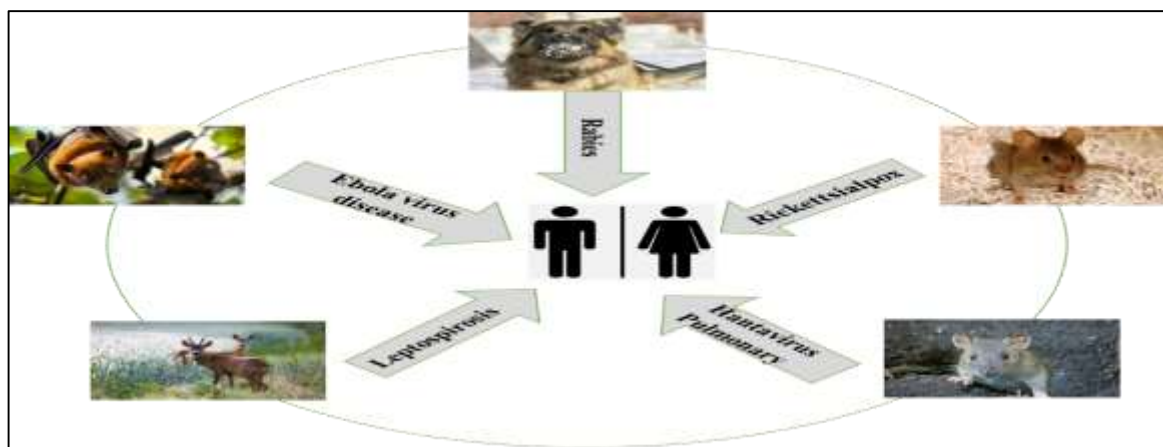 Rabies
Ebola virus
disease
Rickettsialpox
Leptospirosis
Hantavirus
Pulmonary